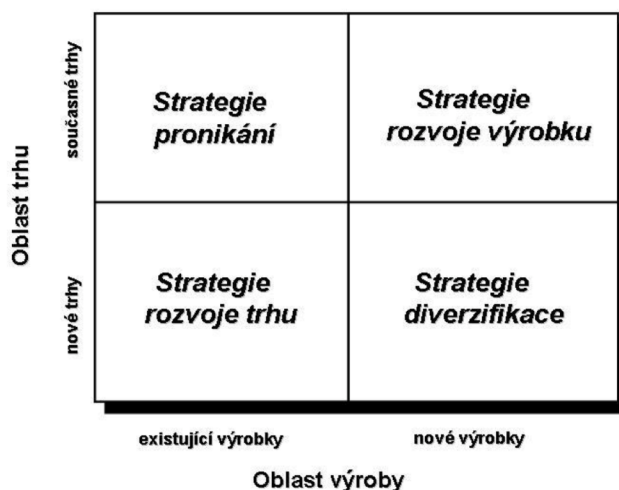 Oblast trhu
současné trhy
nové trhy
Strategie
pronikání
Strategie
rozvoje výrobku
Strategie
rozvoje trhu
Strategie
diverzifikace
existující výrobky
nové výrobky
Oblast výroby